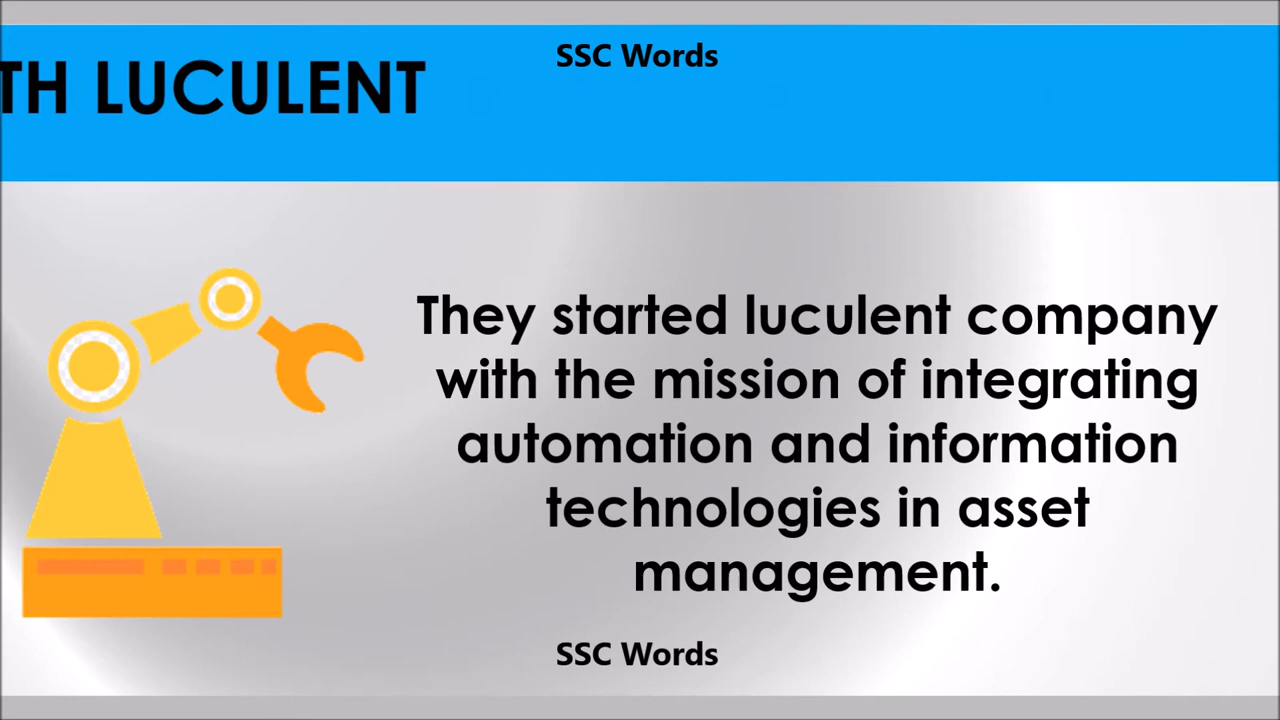 SSC Words
TH LUCULENT
They started luculent company
with the mission of integrating
automation and information
technologies in asset
management.
SSC Words